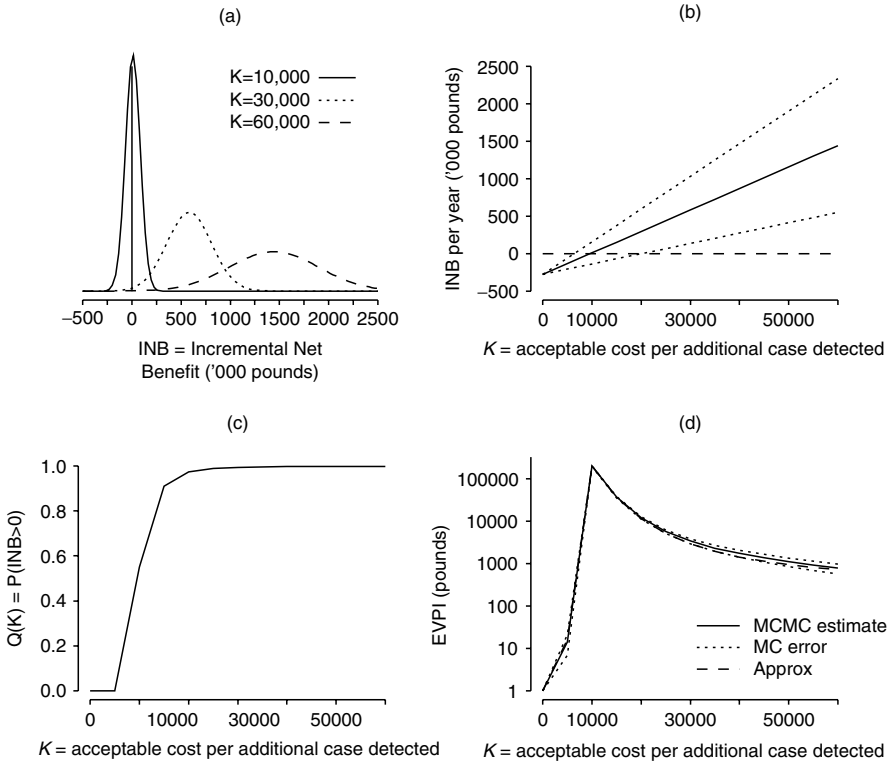 (a)
K=10,000
K=30,000
K=60,000
−500 0 500 1000 1500 2000 2500
INB = Incremental Net
Benefit ('000 pounds)
(b)
INB per year ('000 pounds)
2500
2000
1500
1000
500
0
−500
0 10000 30000 50000
K = acceptable cost per additional case detected
(c)
Q(K) = P(INB>0)
1.0
0.8
0.6
0.4
0.2
0.0
0 10000 30000 50000
K = acceptable cost per additional case detected
(d)
EVPI (pounds)
100000
10000
1000
100
10
1
MCMC estimate
MC error
Approx
0 10000 30000 50000
K = acceptable cost per additional case detected